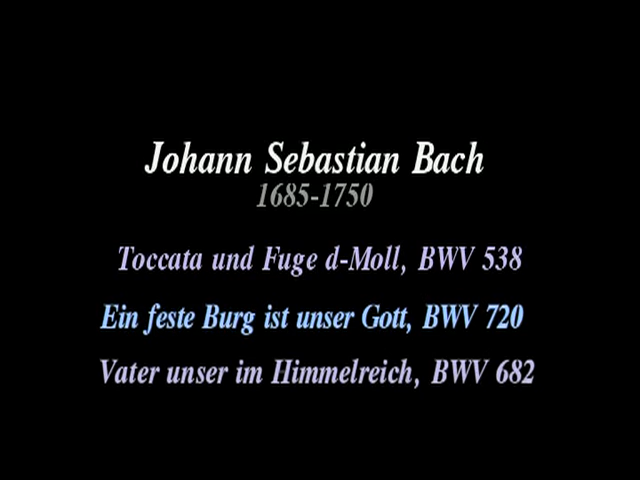 Johann Sebastian Bach
1685-1750
Toccata und Fuge d-Moll, BWV 538
Ein feste Burg ist unser Gott, BWV 720
Vater unser im Himmelreich, BWV 682